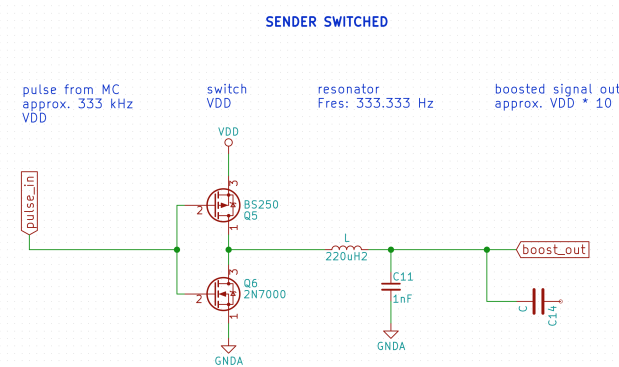 SENDER SWITCHED
pulse from MC
approx. 333 kHz
VDD
switch
VDD
resonator
Fres: 333.333 Hz
boosted signal out
approx. VDD * 10
VDD
pulse_in
3
2
BS250
Q5
1
L
220uH2
boost_out
3
Q6
2
2N7000
1
C11
1nF
C
C14
GNDA
GNDA